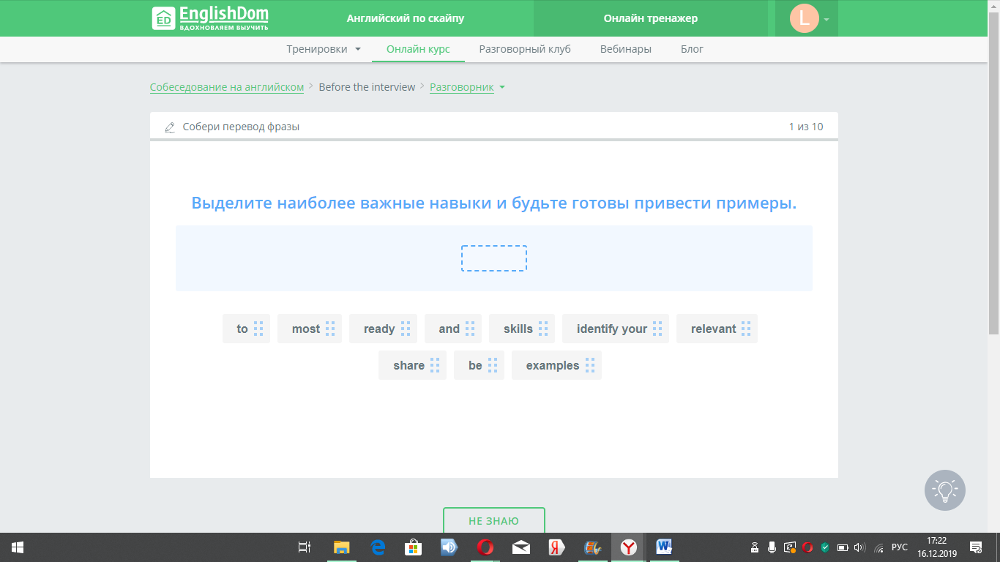 ED EnglishDom Английский по скайпу Онлайн тренажер L
ВДОХНОВЛЯЕМ ВЫУЧИТЬ
Тренировки Онлайн курс Разговорный клуб Вебинары Блог
Собеседование на английском > Before the interview > Разговорник
Собери перевод фразы 1 из 10
Выделите наиболее важные навыки и будьте готовы привести примеры.
to most ready and skills identify your relevant
share be examples
НЕ ЗНАЮ
РУС 17:22
16.12.2019